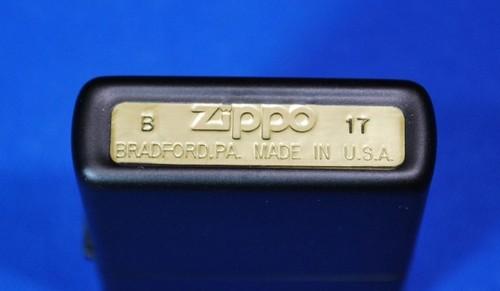 B Zippo 17
BRADFORD,PA. MADE IN U.S.A.